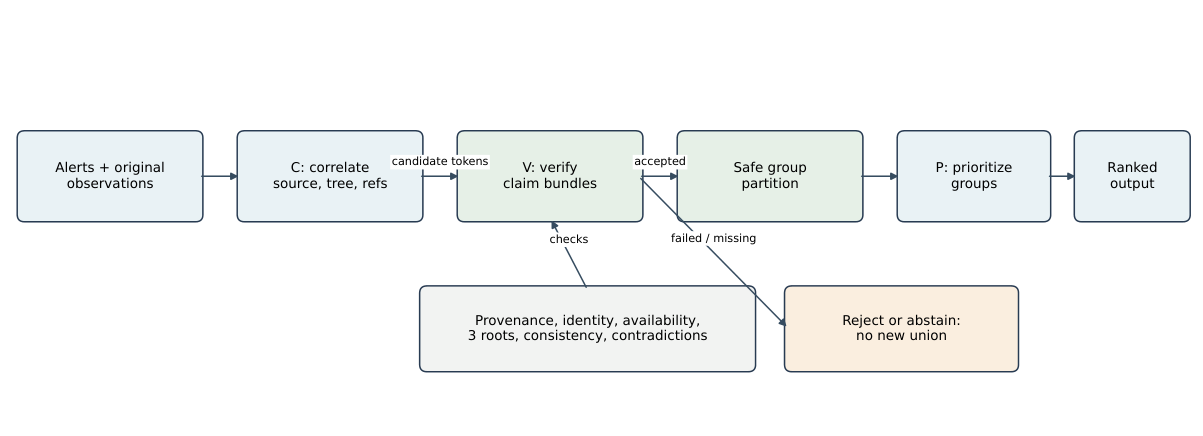 Alerts + original
observations
C: correlate
source, tree, refs
candidate tokens
V: verify
claim bundles
accepted
Safe group
partition
P: prioritize
groups
Ranked
output
checks
failed / missing
Provenance, identity, availability,
3 roots, consistency, contradictions
Reject or abstain:
no new union